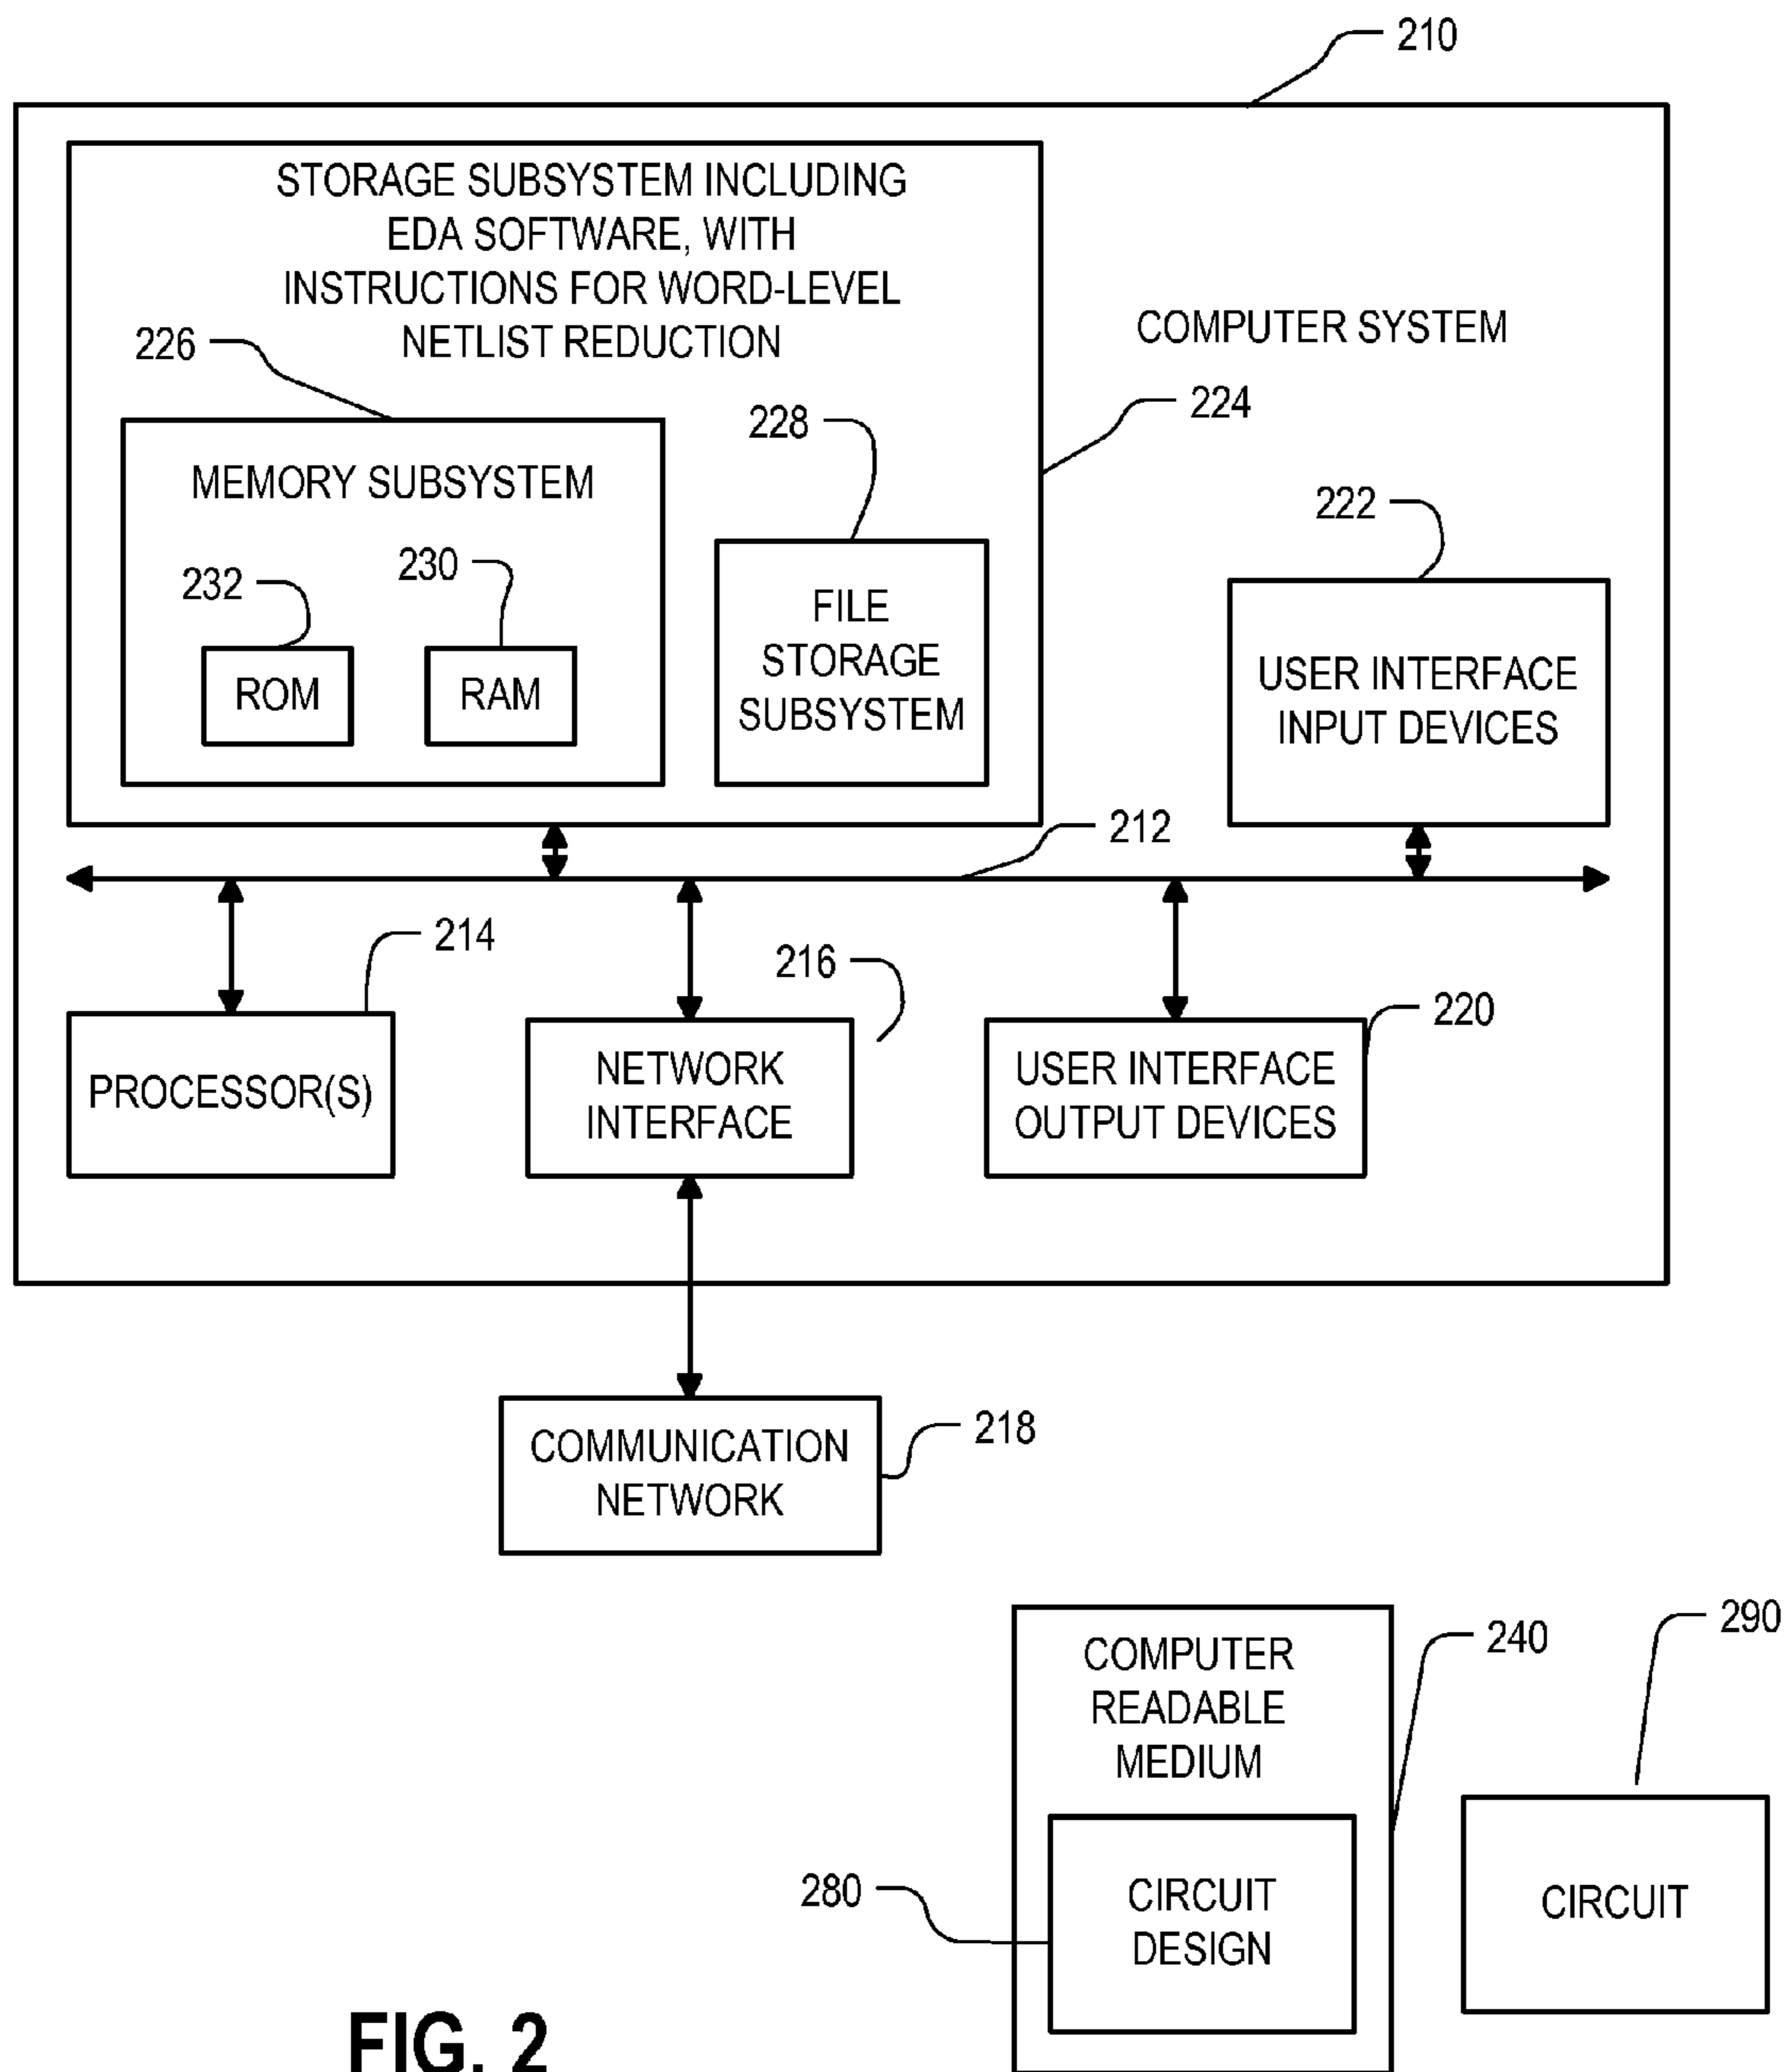 210
STORAGE SUBSYSTEM INCLUDING
EDA SOFTWARE, WITH
INSTRUCTIONS FOR WORD-LEVEL
NETLIST REDUCTION
COMPUTER SYSTEM
226
224
228
MEMORY SUBSYSTEM
222
232
230
ROM
RAM
FILE
STORAGE
SUBSYSTEM
USER INTERFACE
INPUT DEVICES
212
214
216
220
PROCESSOR(S)
NETWORK
INTERFACE
USER INTERFACE
OUTPUT DEVICES
COMMUNICATION
NETWORK
218
COMPUTER
READABLE
MEDIUM
240
290
280
CIRCUIT
DESIGN
CIRCUIT
FIG. 2